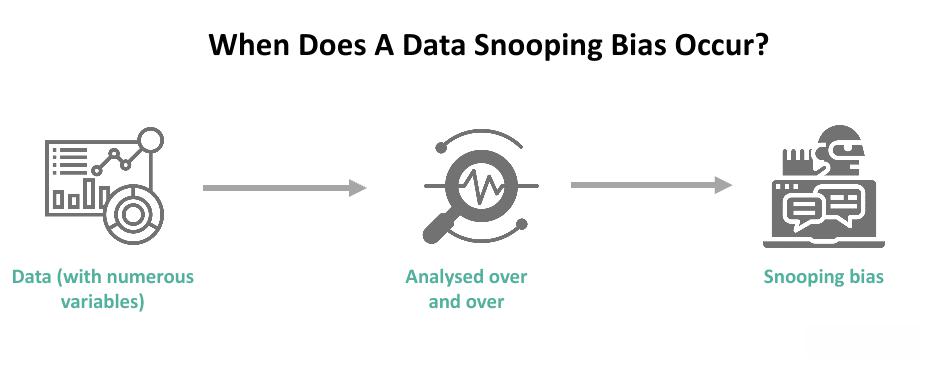 When Does A Data Snooping Bias Occur?
Data (with numerous
variables)
Analysed over
and over
Snooping bias